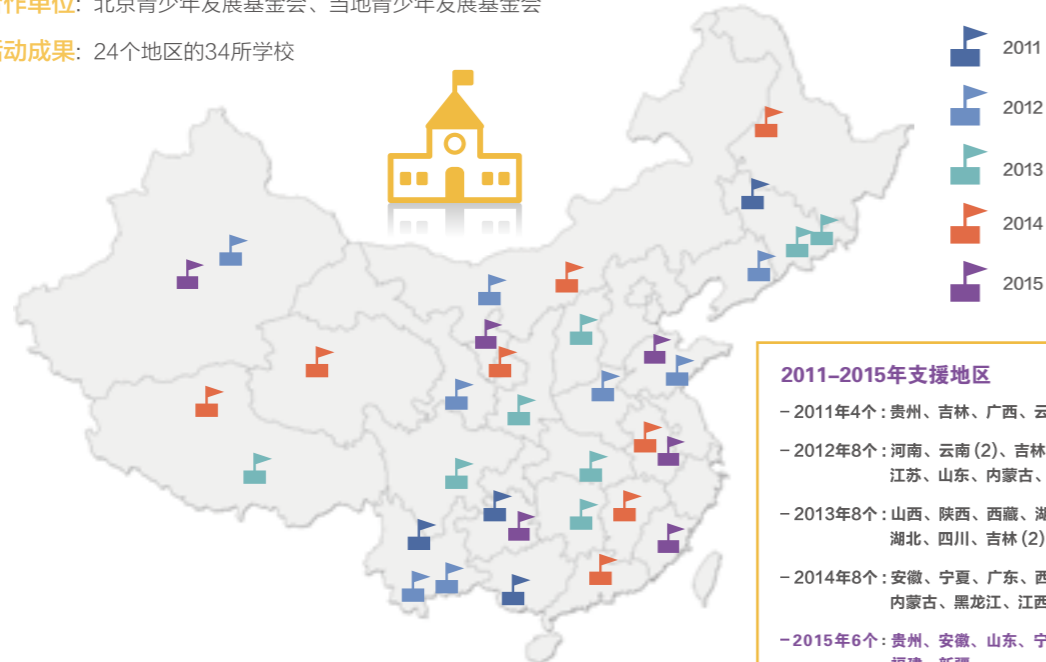 作单位: 北京青少年发展基金会、当地青少年发展基金会
动成果: 24个地区的34所学校
2011
2012
2013
2014
2015
2011–2015年支援地区
– 2011年4个 : 贵州、吉林、广西、云
– 2012年8个 : 河南、云南 (2)、吉林
江苏、山东、内蒙古、
– 2013年8个 : 山西、陕西、西藏、湖
湖北、四川、吉林 (2)
– 2014年8个 : 安徽、宁夏、广东、西
内蒙古、黑龙江、江西
– 2015年6个 : 贵州、安徽、山东、宁
福建、新疆